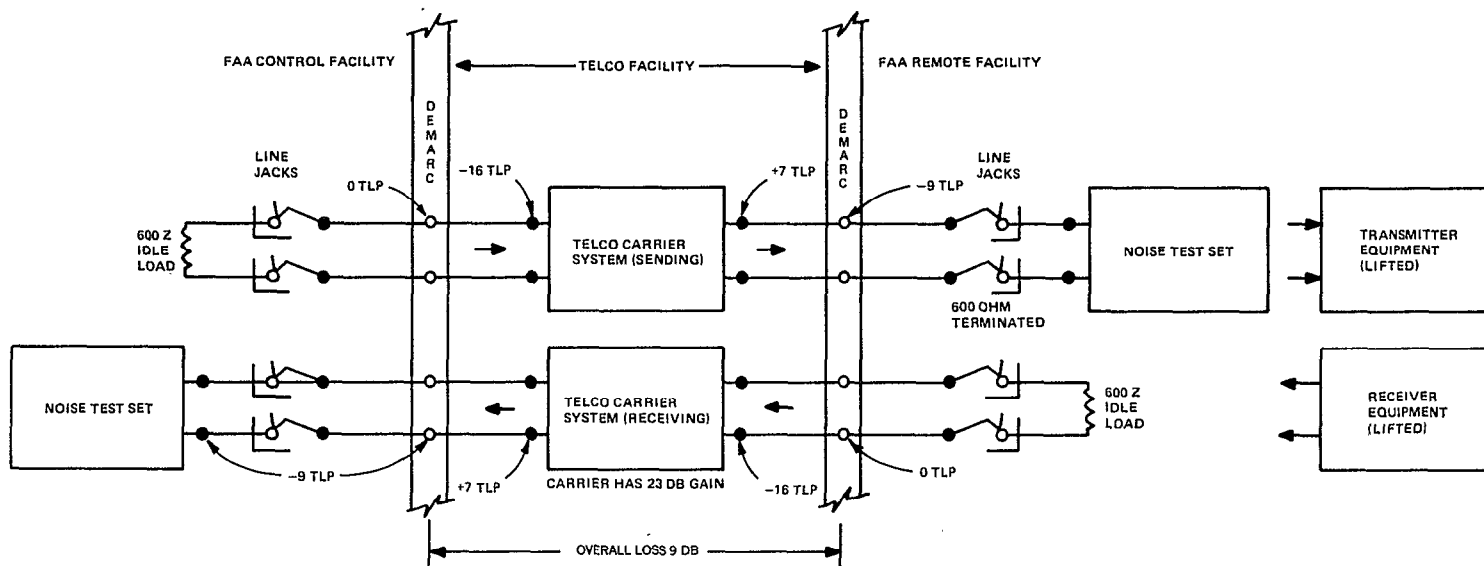 FAA CONTROL FACILITY
TELCO FACILITY
FAA REMOTE FACILITY
DEMARC
DEMARC
LINE
JACKS
0 TLP
–16 TLP
+7 TLP
–9 TLP
LINE
JACKS
600 Z
IDLE
LOAD
TELCO CARRIER
SYSTEM (SENDING)
NOISE TEST SET
TRANSMITTER
EQUIPMENT
(LIFTED)
600 OHM
TERMINATED
NOISE TEST SET
TELCO CARRIER
SYSTEM (RECEIVING)
600 Z
IDLE
LOAD
RECEIVER
EQUIPMENT
(LIFTED)
–9 TLP
+7 TLP
CARRIER HAS 23 DB GAIN
–16 TLP
0 TLP
OVERALL LOSS 9 DB